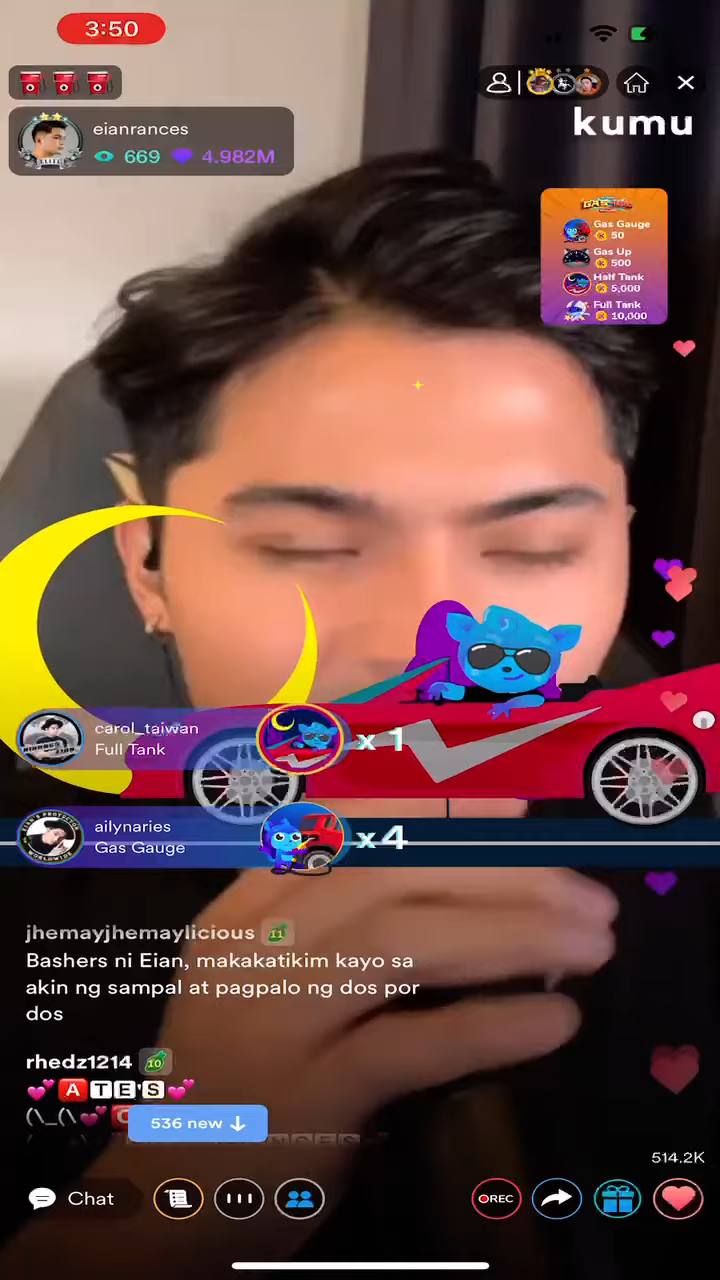 3:50
eianrances
ELITE
669 4.982M
kumu
GAS
Gas Gauge
50
Gas Up
500
Half Tank
5,000
Full Tank
10,000
carol_taiwan
Full Tank
x 1
ailynaries
Gas Gauge
x 4
jhemayjhemaylicious 11
Bashers ni Eian, makakatikim kayo sa
akin ng sampal at pagpalo ng dos por
dos
rhedz1214 10
💕 A T E'S 💕
(\_(\ 💕
536 new ↓
514.2K
Chat
REC